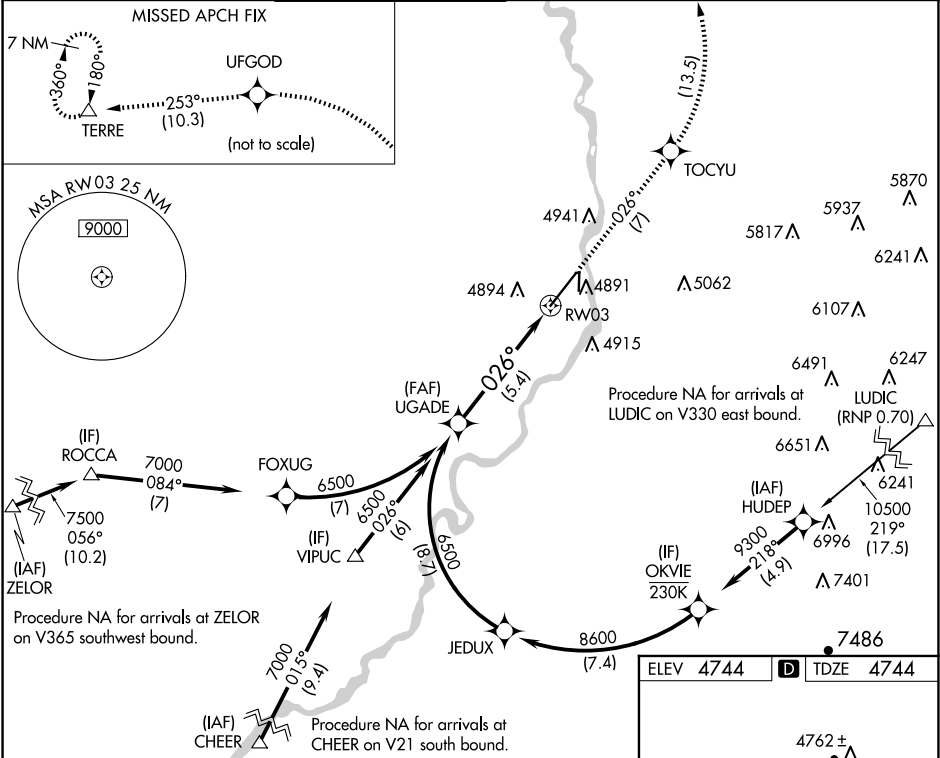 MISSED APCH FIX
7 NM
360°
180°
TERRE
253°
(10.3)
UFGOD
(not to scale)
MSA RW03 25 NM
9000
(13.5)
TOCYU
026°
(7)
4941
4894
4891
RW03
4915
5062
5817
5937
5870
6241
6107
6491
6247
6651
6241
6996
7401
7486
026°
(5.4)
(FAF)
UGADE
Procedure NA for arrivals at
LUDIC on V330 east bound.
LUDIC
(RNP 0.70)
10500
219°
(17.5)
(IAF)
HUDEP
9300
218°
(4.9)
(IF)
OKVIE
230K
8600
(7.4)
JEDUX
6500
(8.7)
(IF)
ROCCA
7000
084°
(7)
FOXUG
6500
(7)
6500
026°
(6)
(IF)
VIPUC
7500
056°
(10.2)
(IAF)
ZELOR
Procedure NA for arrivals at ZELOR
on V365 southwest bound.
7000
015°
(9.4)
(IAF)
CHEER
Procedure NA for arrivals at
CHEER on V21 south bound.
ELEV 4744 D TDZE 4744
4762 ±